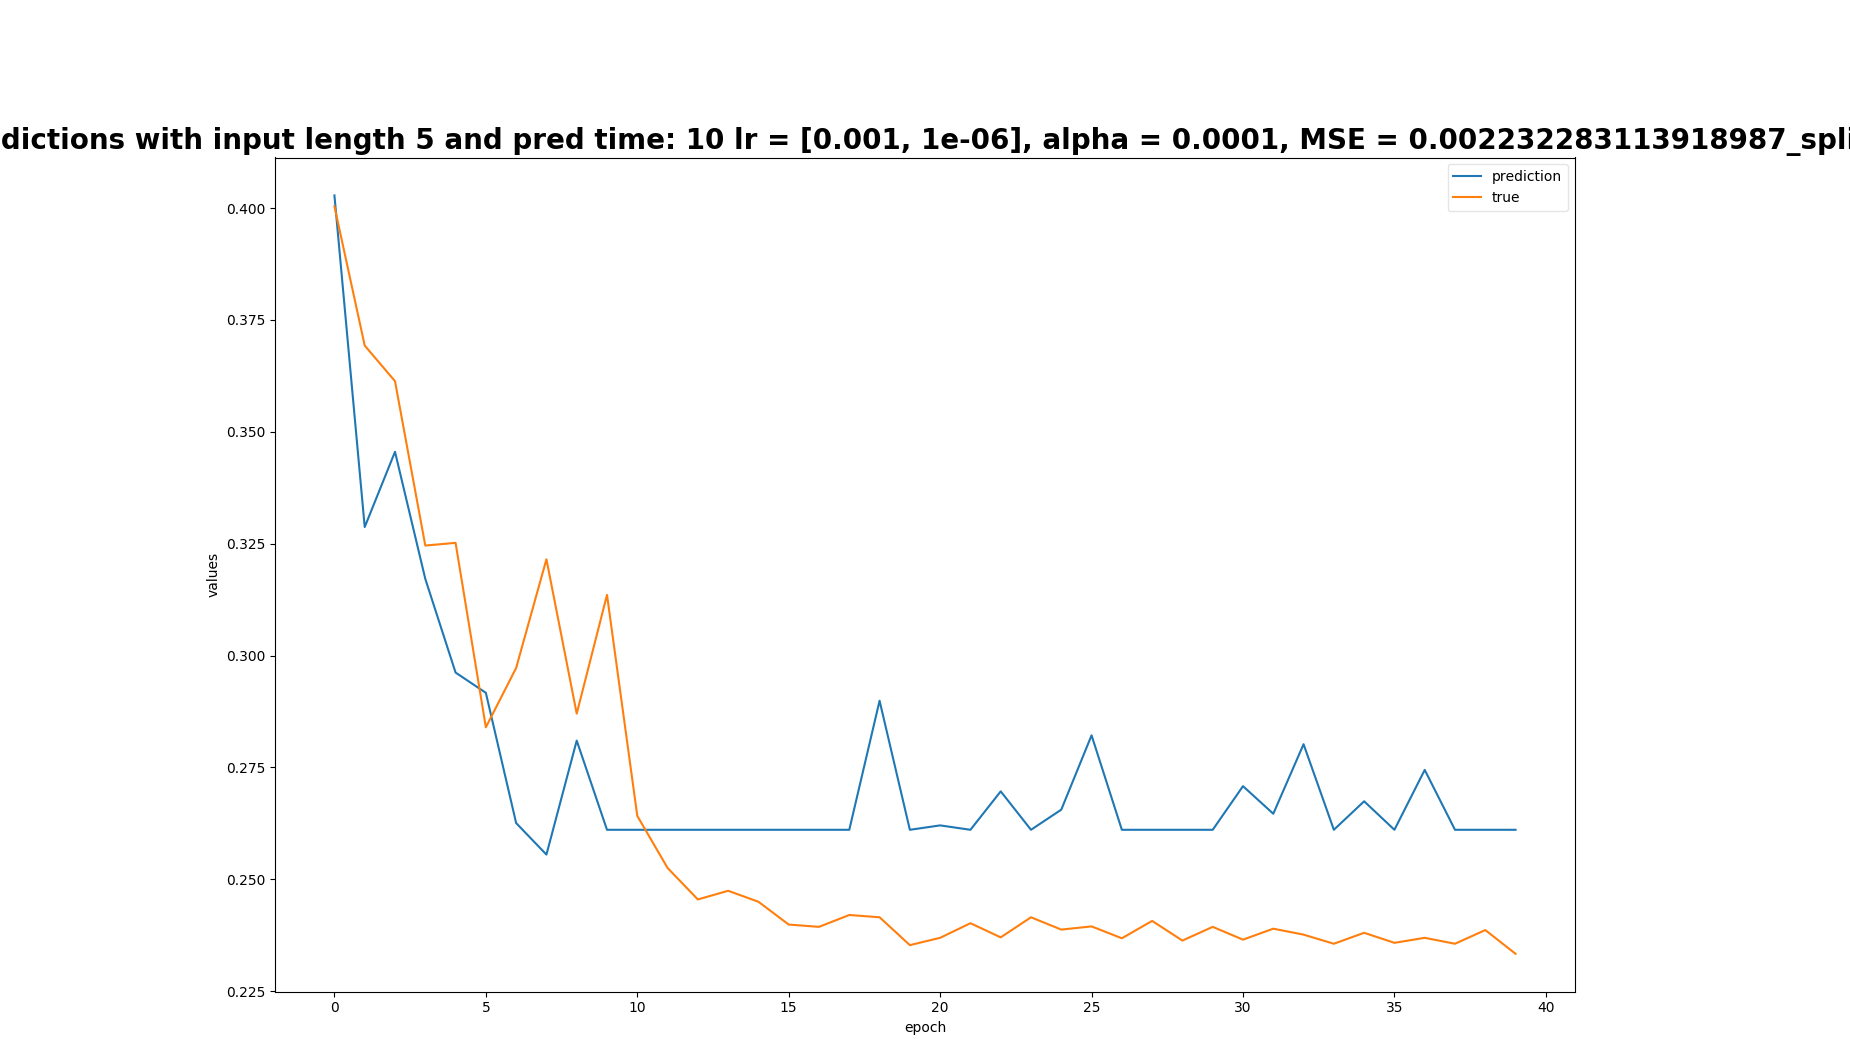 dictions with input length 5 and pred time: 10 lr = [0.001, 1e-06], alpha = 0.0001, MSE = 0.002232283113918987_spli
prediction
true
0.400
0.375
0.350
0.325
0.300
0.275
0.250
0.225
values
0 5 10 15 20 25 30 35 40
epoch